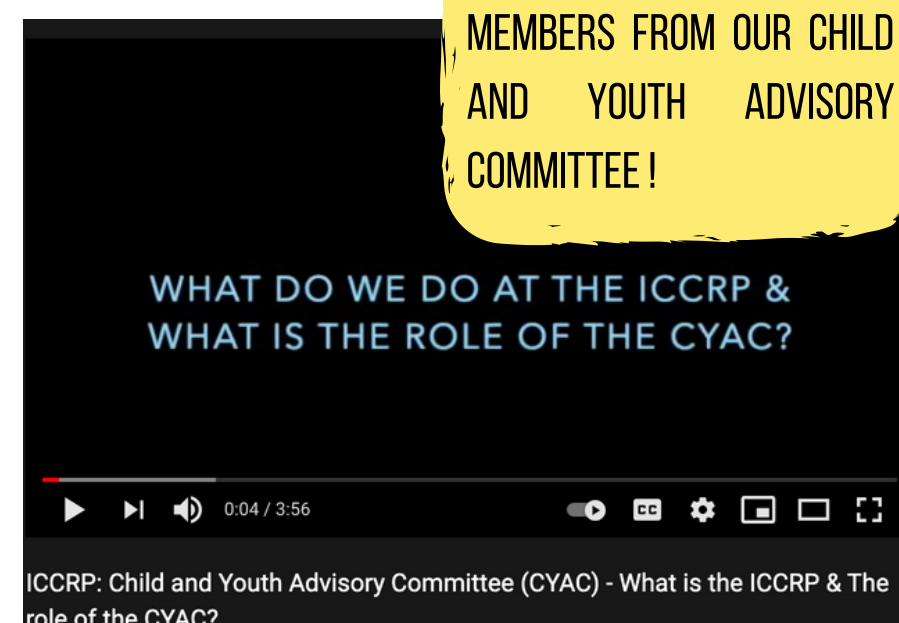 MEMBERS FROM OUR CHILD
AND YOUTH ADVISORY
COMMITTEE !
WHAT DO WE DO AT THE ICCRP &
WHAT IS THE ROLE OF THE CYAC?
0:04 / 3:56
CC
ICCRP: Child and Youth Advisory Committee (CYAC) - What is the ICCRP & The
role of the CYAC?